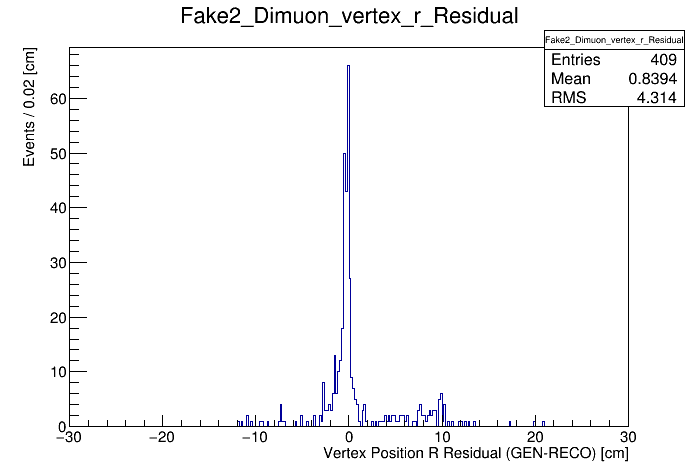 Fake2_Dimuon_vertex_r_Residual
Fake2_Dimuon_vertex_r_Residual
Entries 409
Mean 0.8394
RMS 4.314
Events / 0.02 [cm]
60
50
40
30
20
10
0
−30 −20 −10 0 10 20 30
Vertex Position R Residual (GEN-RECO) [cm]